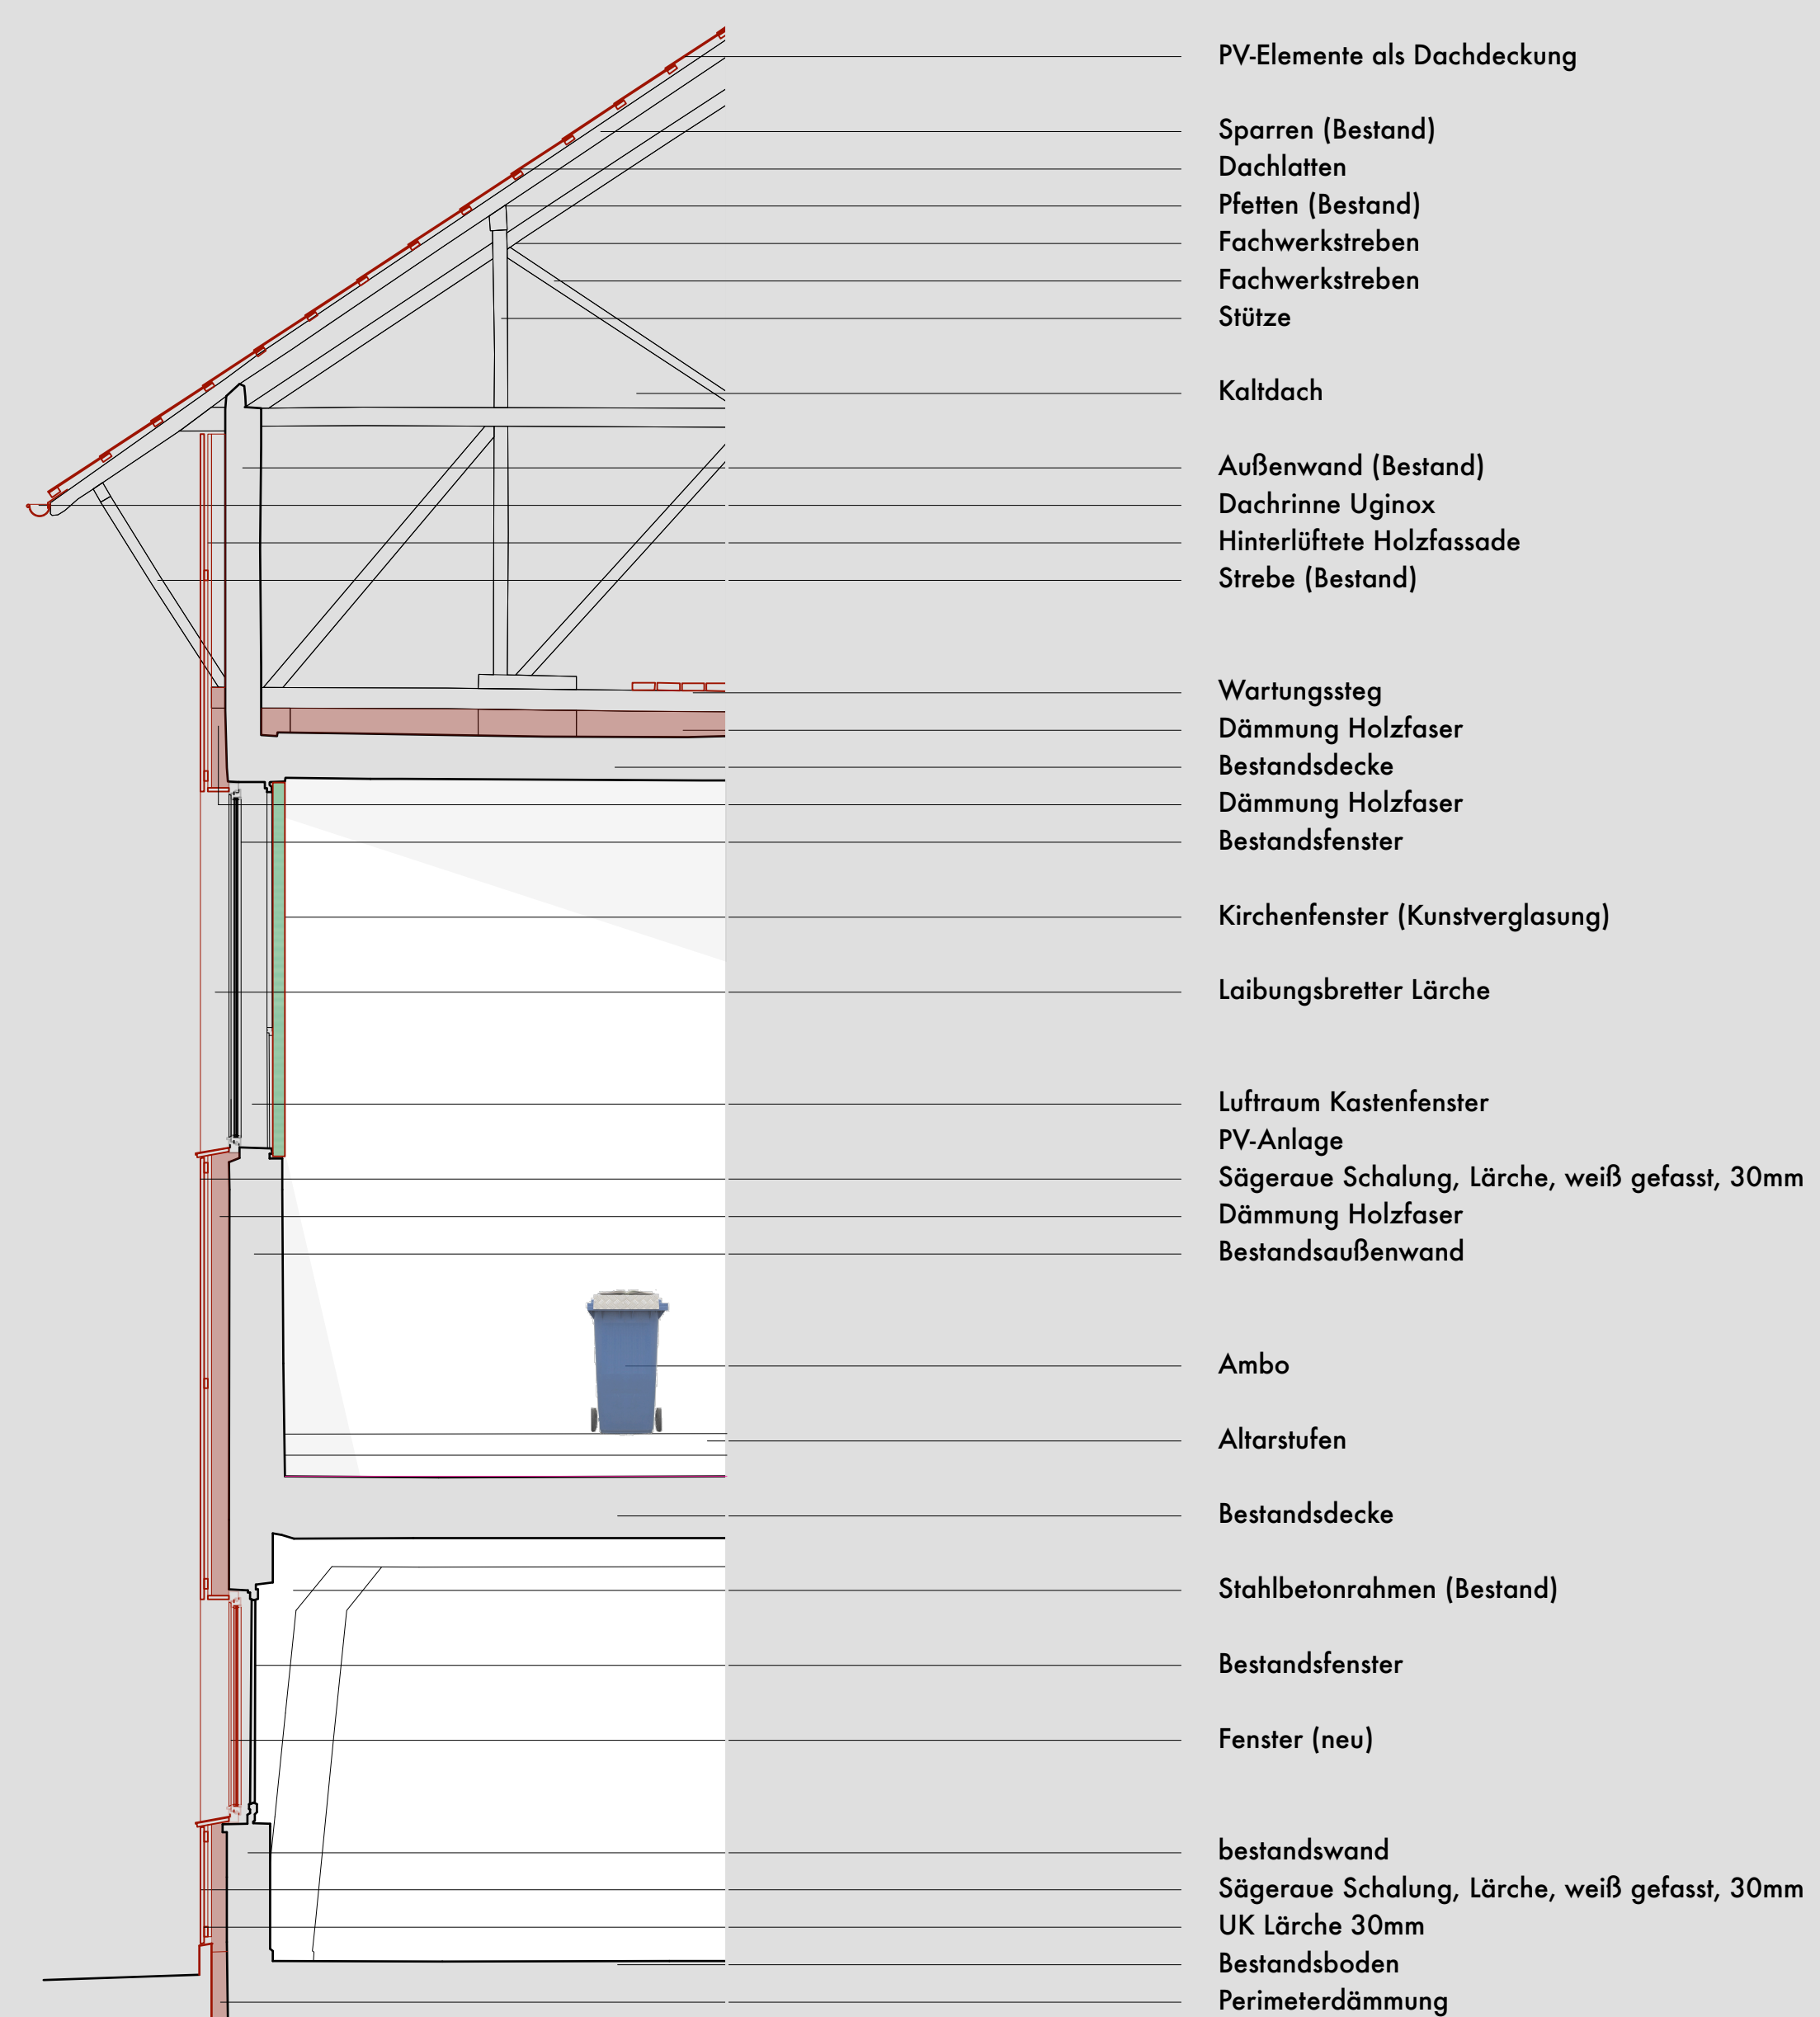 PV-Elemente als Dachdeckung
Sparren (Bestand)
Dachlatten
Pfetten (Bestand)
Fachwerkstreben
Fachwerkstreben
Stütze
Kaltdach
Außenwand (Bestand)
Dachrinne Uginox
Hinterlüftete Holzfassade
Strebe (Bestand)
Wartungssteg
Dämmung Holzfaser
Bestandsdecke
Dämmung Holzfaser
Bestandsfenster
Kirchenfenster (Kunstverglasung)
Laibungsbretter Lärche
Luftraum Kastenfenster
PV-Anlage
Sägeraue Schalung, Lärche, weiß gefasst, 30mm
Dämmung Holzfaser
Bestandsaußenwand
Ambo
Altarstufen
Bestandsdecke
Stahlbetonrahmen (Bestand)
Bestandsfenster
Fenster (neu)
bestandswand
Sägeraue Schalung, Lärche, weiß gefasst, 30mm
UK Lärche 30mm
Bestandsboden
Perimeterdämmung